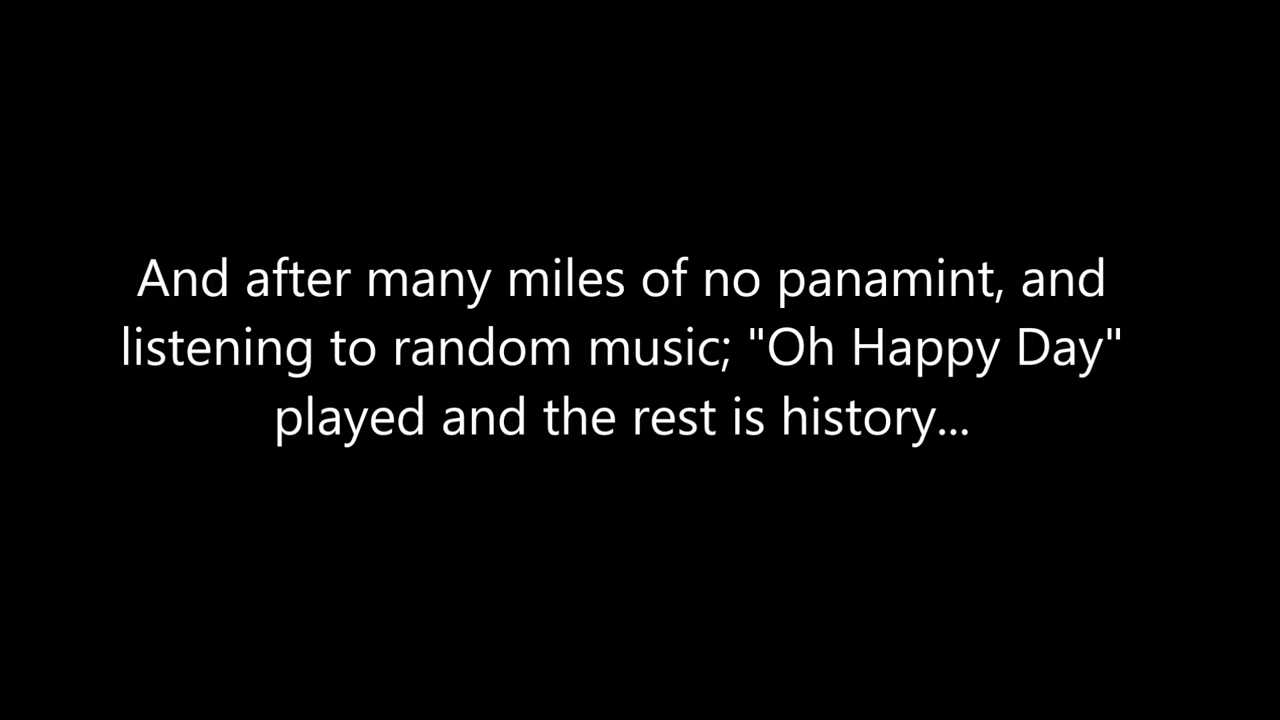 And after many miles of no panamint, and
listening to random music; "Oh Happy Day"
played and the rest is history...